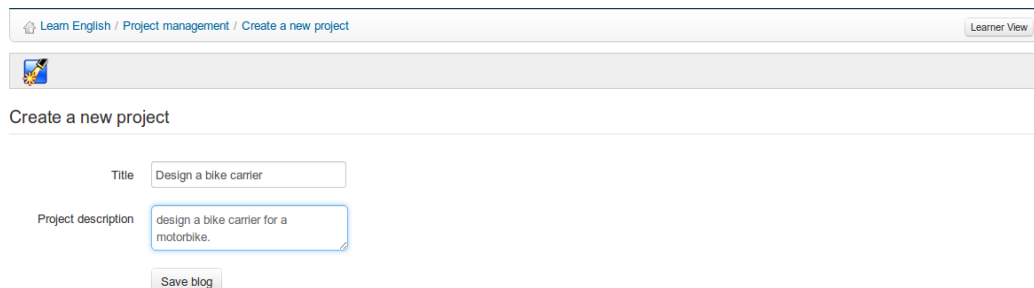 Learn English / Project management / Create a new project
Learner View
Create a new project
Title
Design a bike carrier
Project description
design a bike carrier for a
motorbike.
Save blog